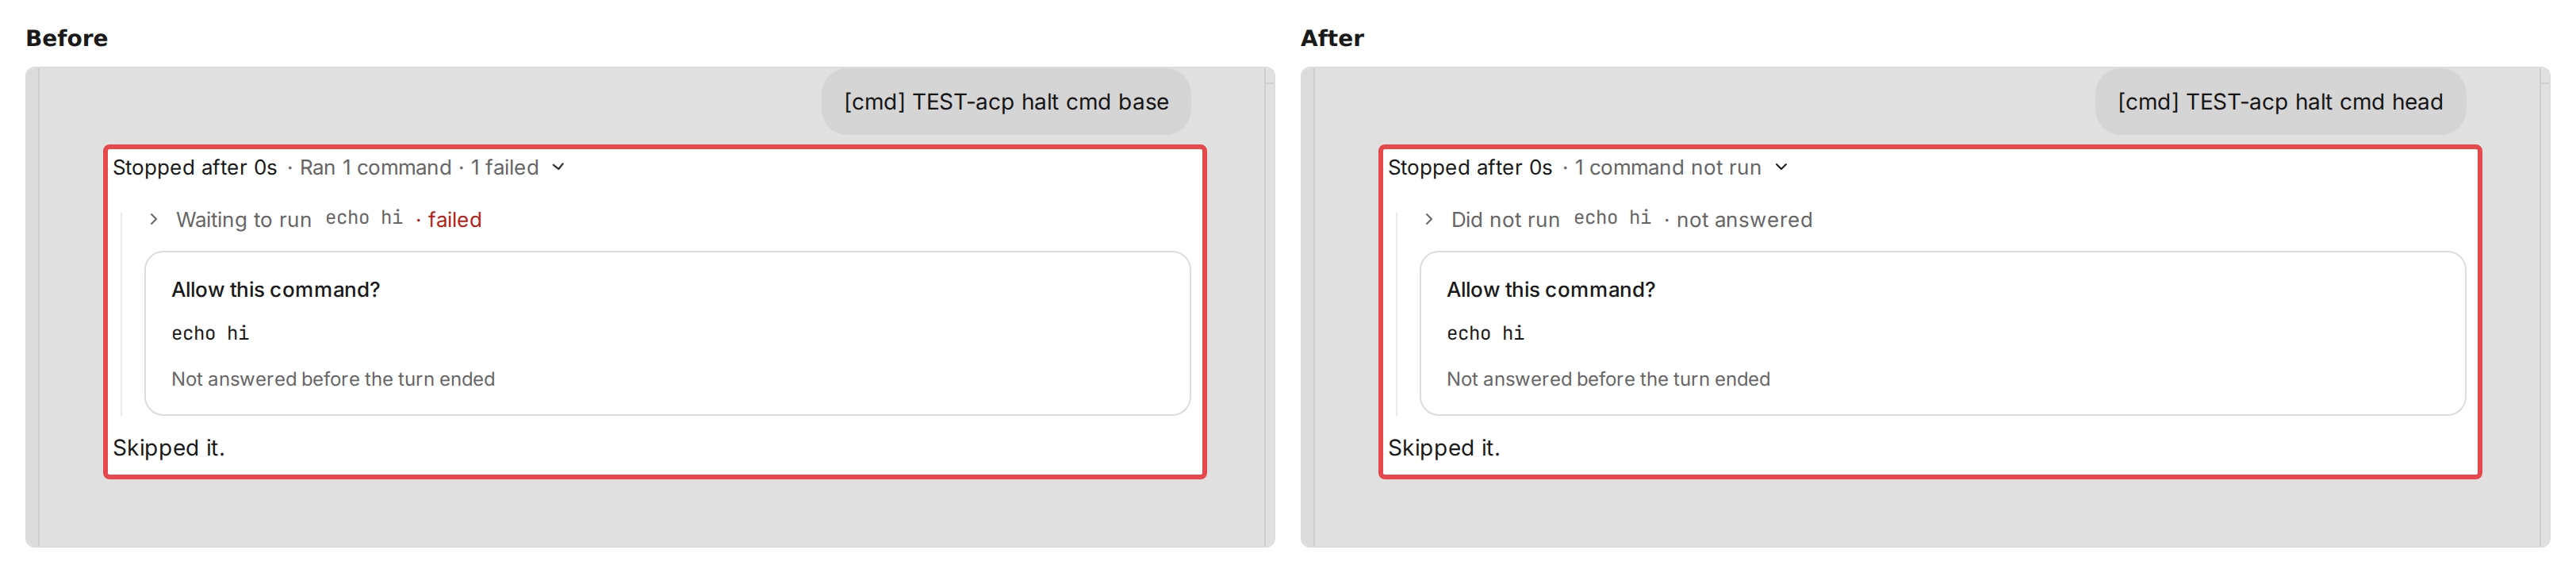 Before
[cmd] TEST-acp halt cmd base
Stopped after 0s · Ran 1 command · 1 failed
Waiting to run echo hi · failed
Allow this command?
echo hi
Not answered before the turn ended
Skipped it.
After
[cmd] TEST-acp halt cmd head
Stopped after 0s · 1 command not run
Did not run echo hi · not answered
Allow this command?
echo hi
Not answered before the turn ended
Skipped it.